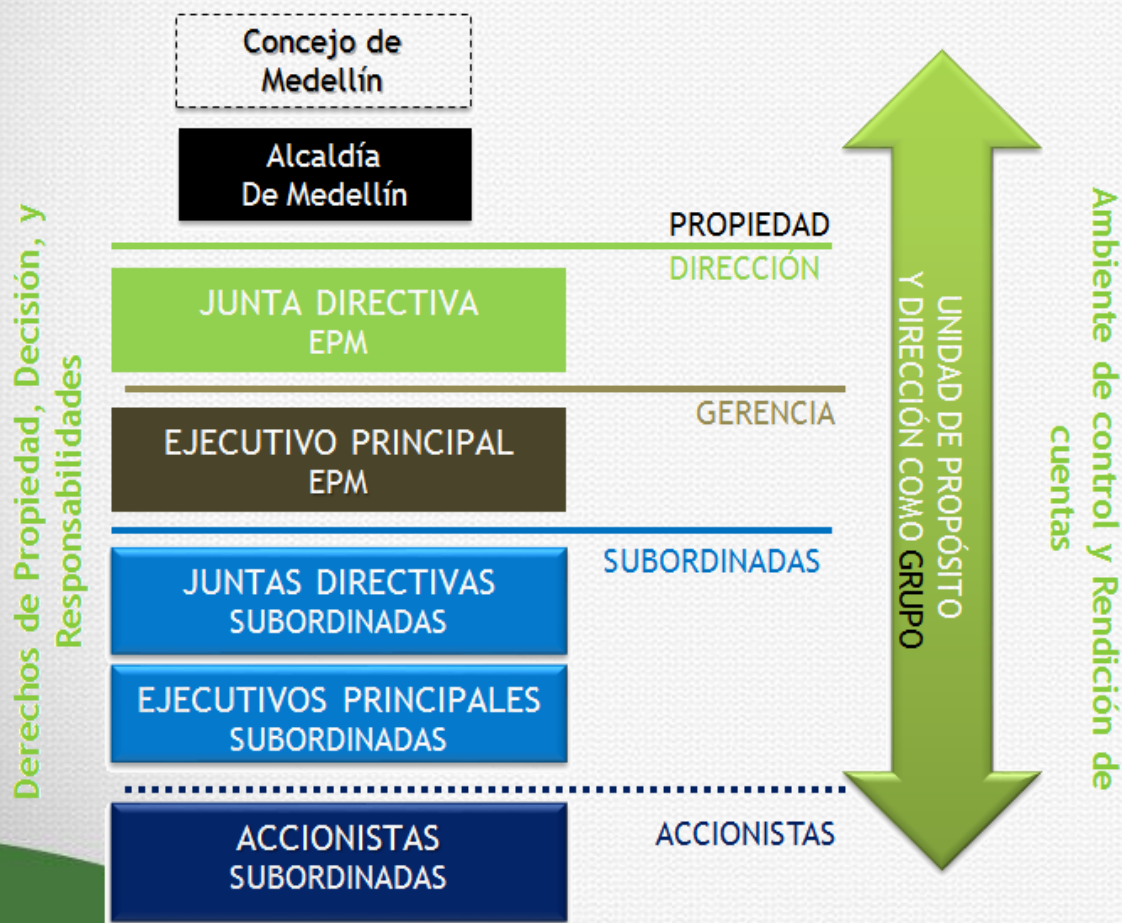 Concejo de
Medellín
Alcaldía
De Medellín
PROPIEDAD
DIRECCIÓN
JUNTA DIRECTIVA
EPM
GERENCIA
EJECUTIVO PRINCIPAL
EPM
SUBORDINADAS
JUNTAS DIRECTIVAS
SUBORDINADAS
EJECUTIVOS PRINCIPALES
SUBORDINADAS
ACCIONISTAS
SUBORDINADAS
ACCIONISTAS
Derechos de Propiedad, Decisión, y
Responsabilidades
UNIDAD DE PROPÓSITO
Y DIRECCIÓN COMO GRUPO
Ambiente de control y Rendición de
cuentas